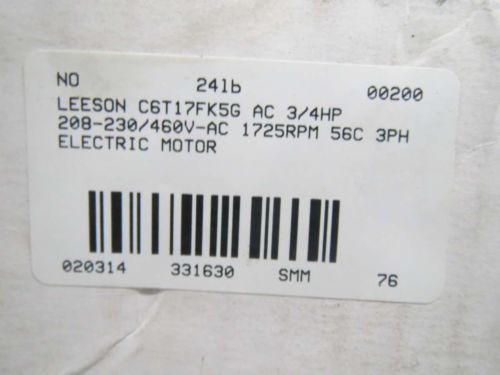 NO 24lb 00200
LEESON C6T17FK5G AC 3/4HP
208-230/460V-AC 1725RPM 56C 3PH
ELECTRIC MOTOR
020314 331630 SMM 76